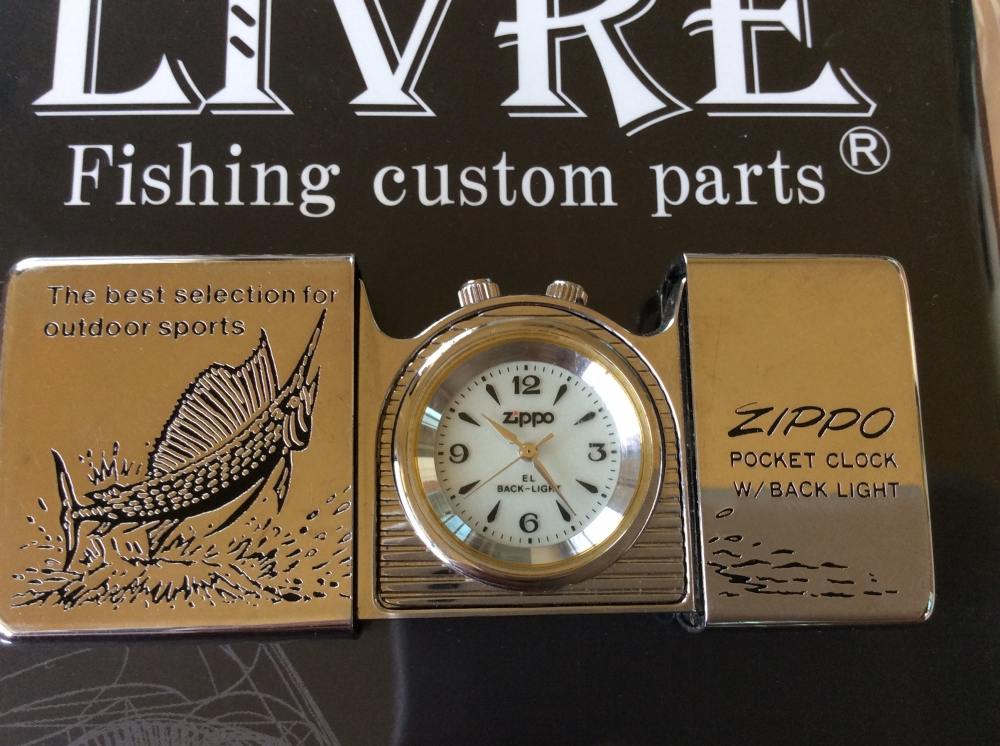 LIVRE
Fishing custom parts®
The best selection for
outdoor sports
12
Zippo
9
3
EL
BACK-LIGHT
6
ZIPPO
POCKET CLOCK
W/BACK LIGHT